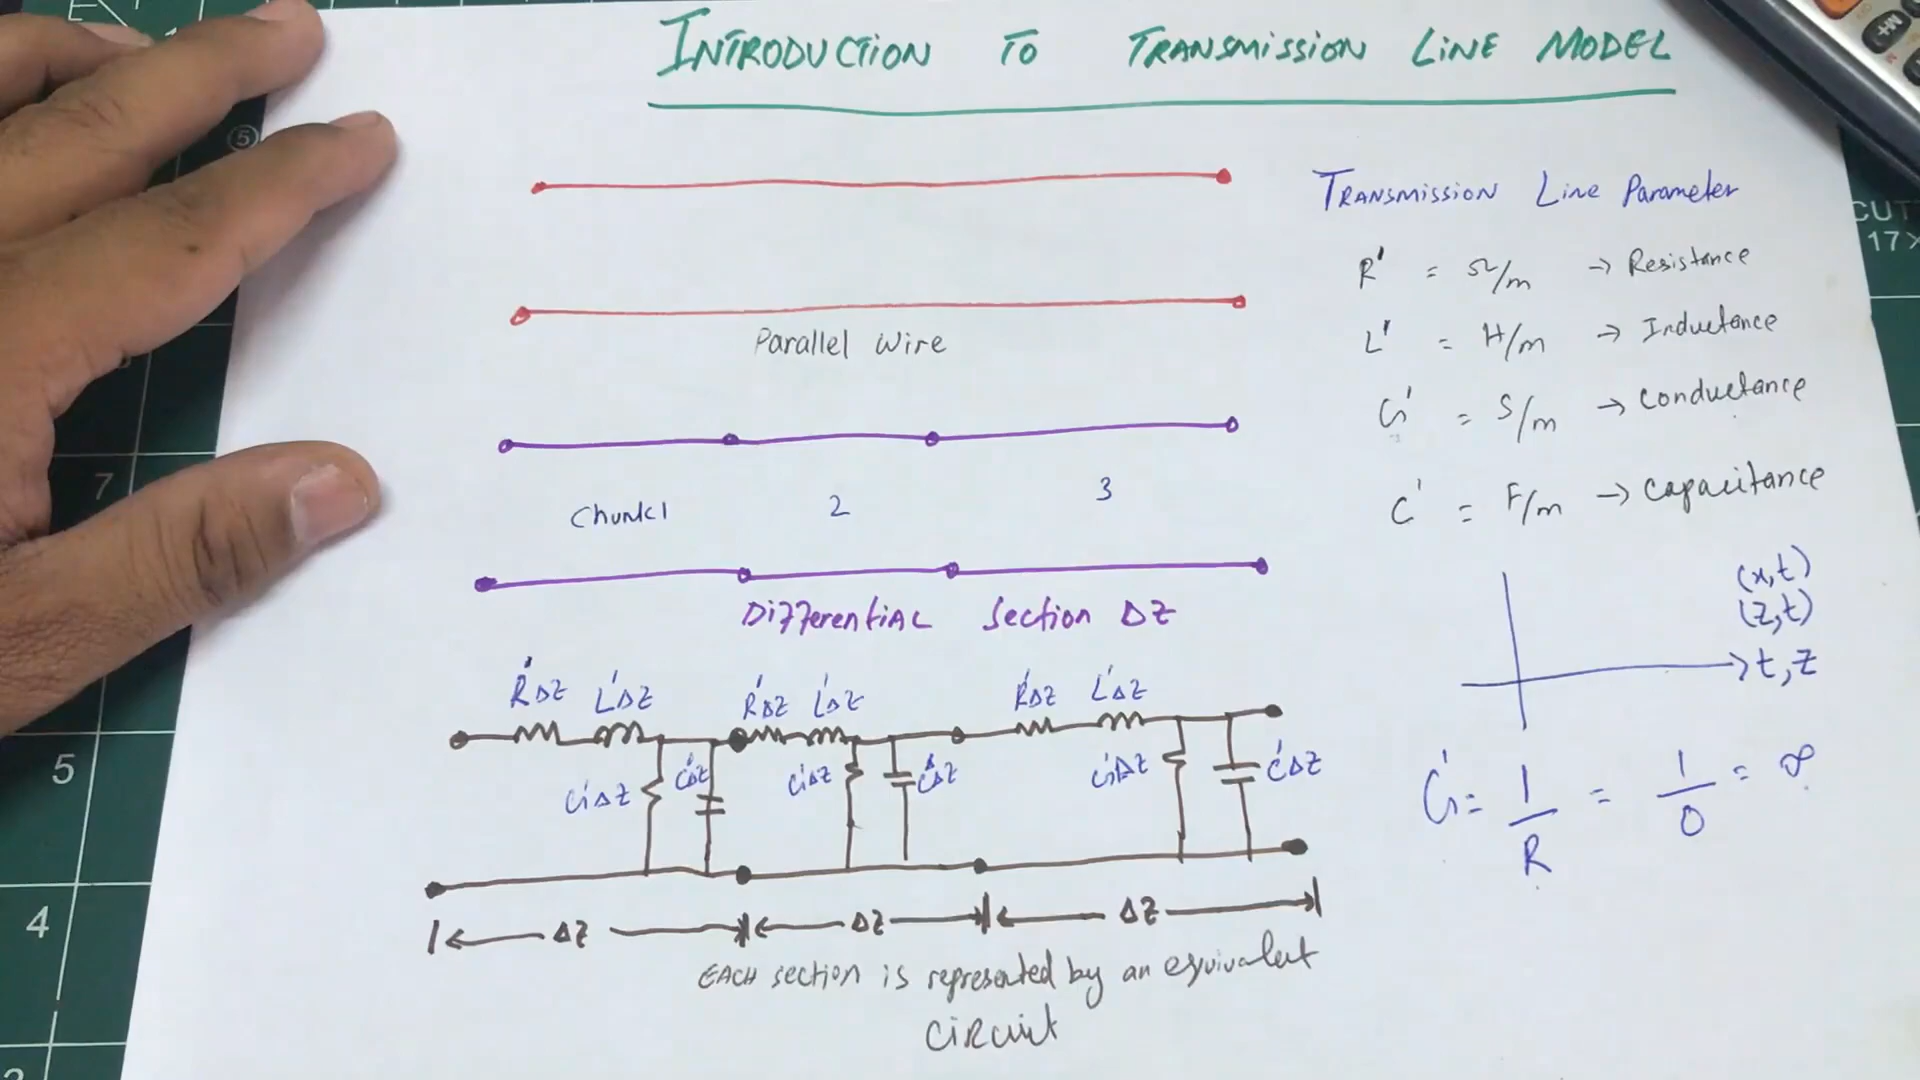 INTRODUCTION TO TRANSMISSION LINE MODEL
Parallel Wire
Chunk1 2 3
DiffERENTIAL Section ΔZ
R'ΔZ L'ΔZ R'ΔZ L'ΔZ R'ΔZ L'ΔZ
G'ΔZ C'ΔZ G'ΔZ C'ΔZ G'ΔZ C'ΔZ
ΔZ ΔZ ΔZ
EACH section is represented by an equivalent
CiRcuit
TRANSMISSION Line Parameter
R' = Ω/m → Resistance
L' = H/m → Inductance
G' = S/m → Conductance
C' = F/m → Capacitance
(x,t)
(z,t)
t,z
G' = 1/R = 1/0 = ∞
5
7
5
4
CUT
17x
M+